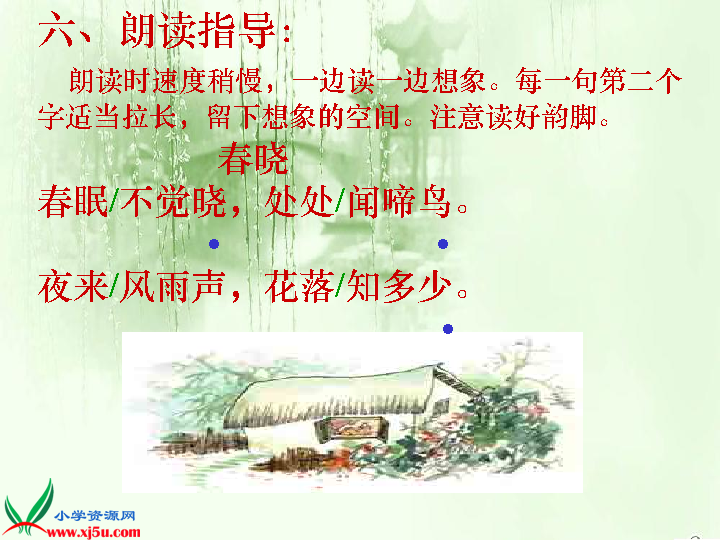 六、朗读指导：
朗读时速度稍慢，一边读一边想象。每一句第二个
字适当拉长，留下想象的空间。注意读好韵脚。
春晓
春眠/不觉晓，处处/闻啼鸟。
夜来/风雨声，花落/知多少。
小学资源网
www.xj5u.com